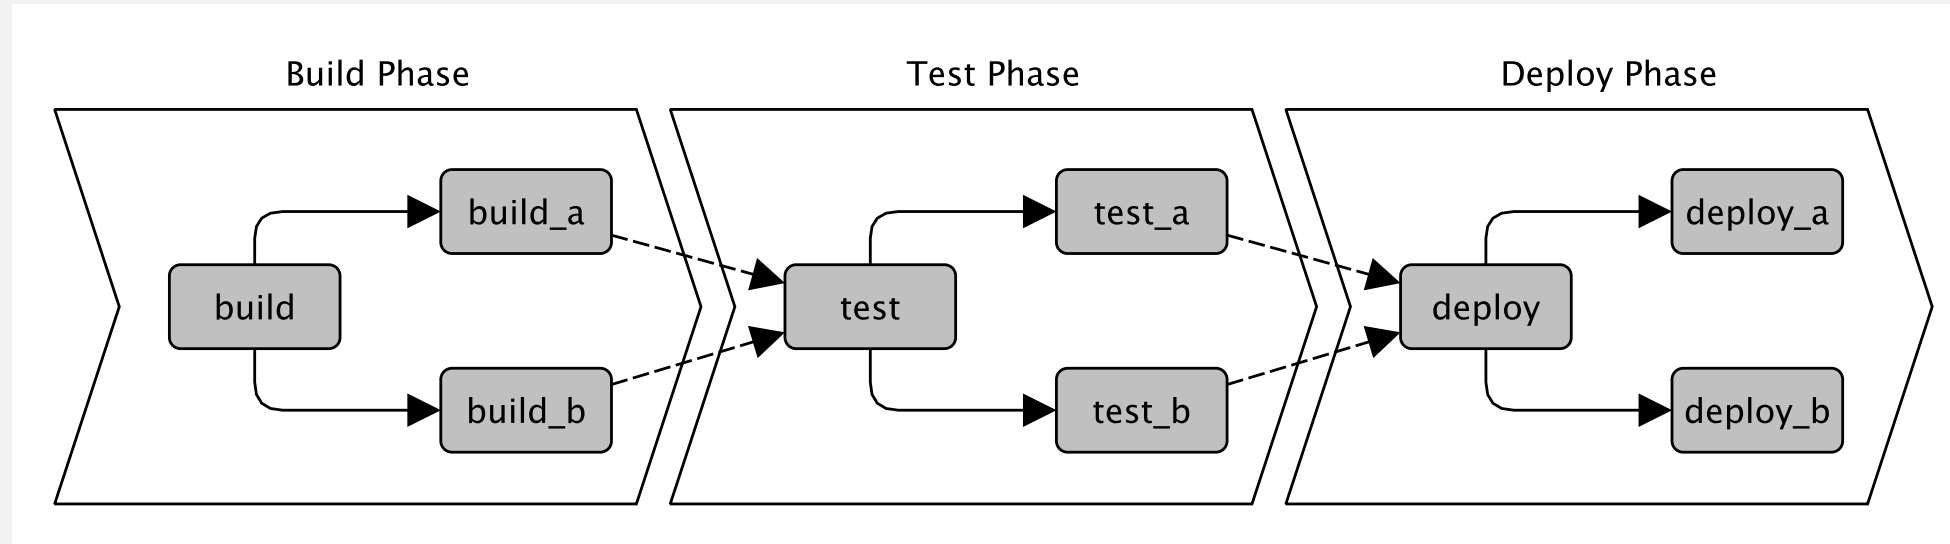 Build Phase
Test Phase
Deploy Phase
build_a
test_a
deploy_a
build
test
deploy
build_b
test_b
deploy_b